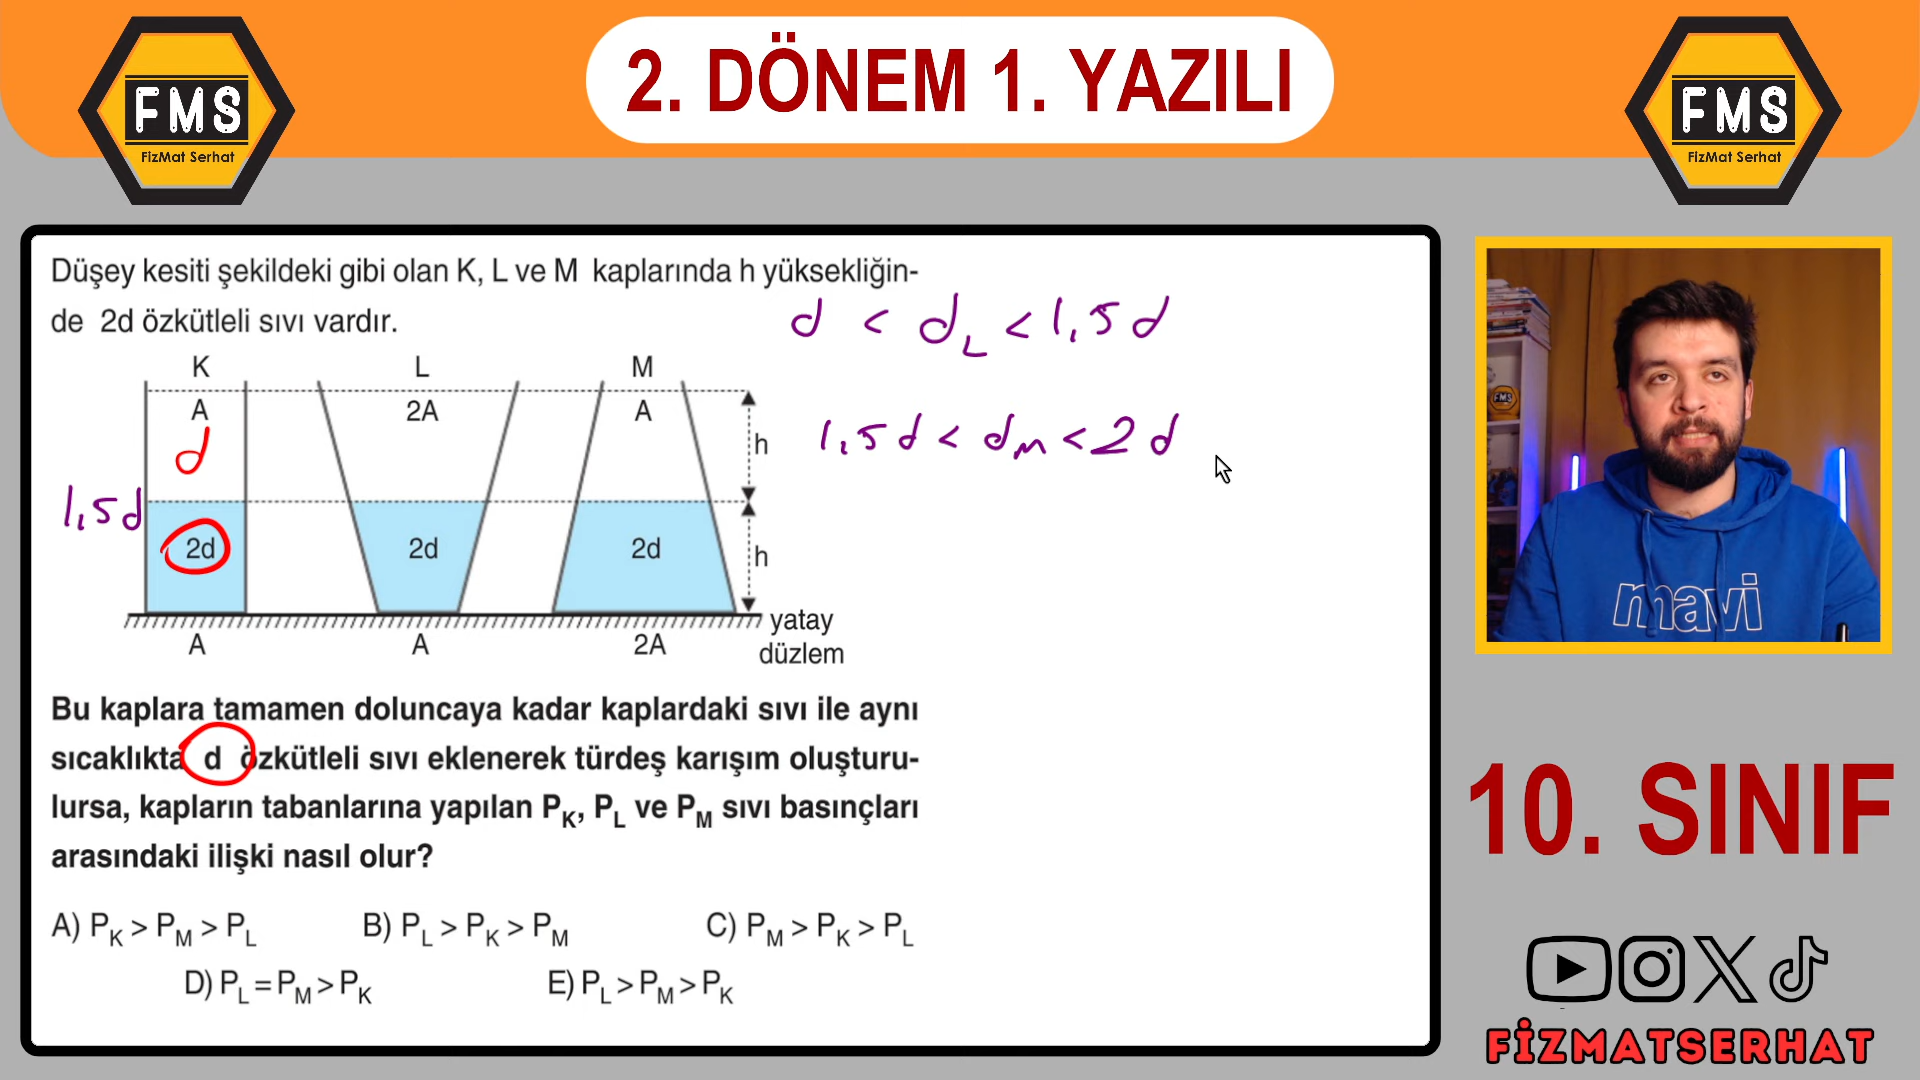 2. DÖNEM 1. YAZILI
FMS
FizMat Serhat
FMS
FizMat Serhat
Düşey kesiti şekildeki gibi olan K, L ve M kaplarında h yüksekliğin-
de 2d özkütleli sıvı vardır.
d < dL < 1,5d
1,5d < dM < 2d
K L M
A 2A A
d
h
1,5d
2d 2d 2d
h
yatay
düzlem
A A 2A
Bu kaplara tamamen doluncaya kadar kaplardaki sıvı ile aynı
sıcaklıkta d özkütleli sıvı eklenerek türdeş karışım oluşturu-
lursa, kapların tabanlarına yapılan PK, PL ve PM sıvı basınçları
arasındaki ilişki nasıl olur?
A) PK > PM > PL B) PL > PK > PM C) PM > PK > PL
D) PL = PM > PK E) PL > PM > PK
FMS
mavi
10. SINIF
FİZMATSERHAT